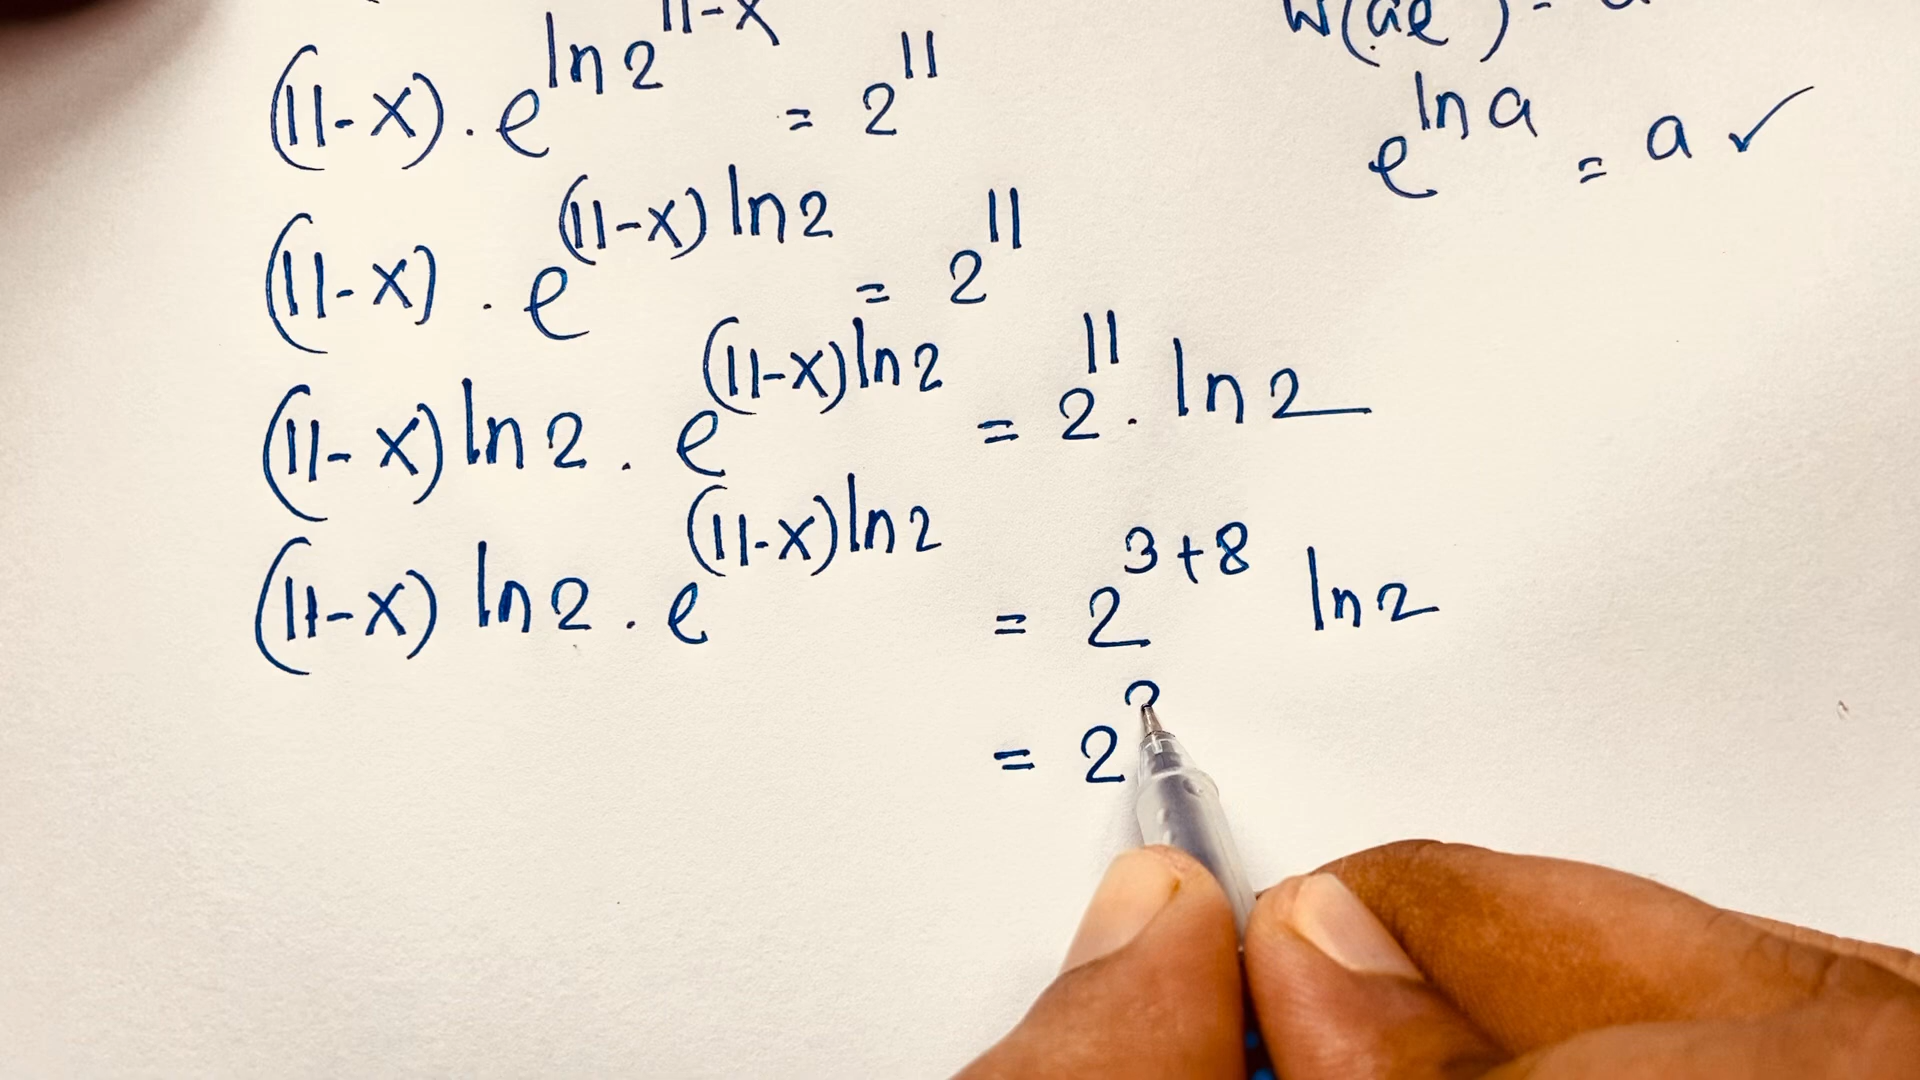 (11-x) . e^{ln 2^{11-x}} = 2^{11}
W(ae
e^{ln a} = a ✓
(11-x) . e^{(11-x) ln 2} = 2^{11}
(11-x) ln 2 . e^{(11-x) ln 2} = 2^{11} . ln 2
(11-x) ln 2 . e^{(11-x) ln 2} = 2^{3+8} ln 2
= 2